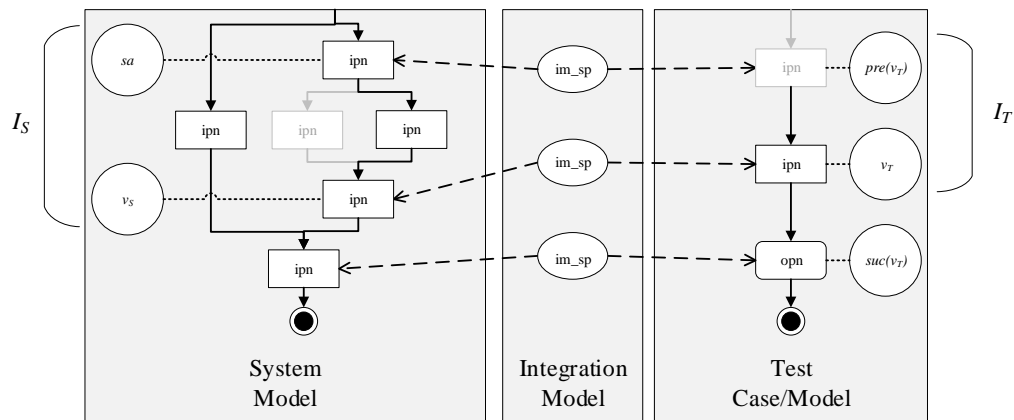 I_S
sa
ipn
im_sp
ipn
pre(v_T)
I_T
ipn
ipn
ipn
v_S
ipn
im_sp
ipn
v_T
ipn
im_sp
opn
suc(v_T)
System
Model
Integration
Model
Test
Case/Model